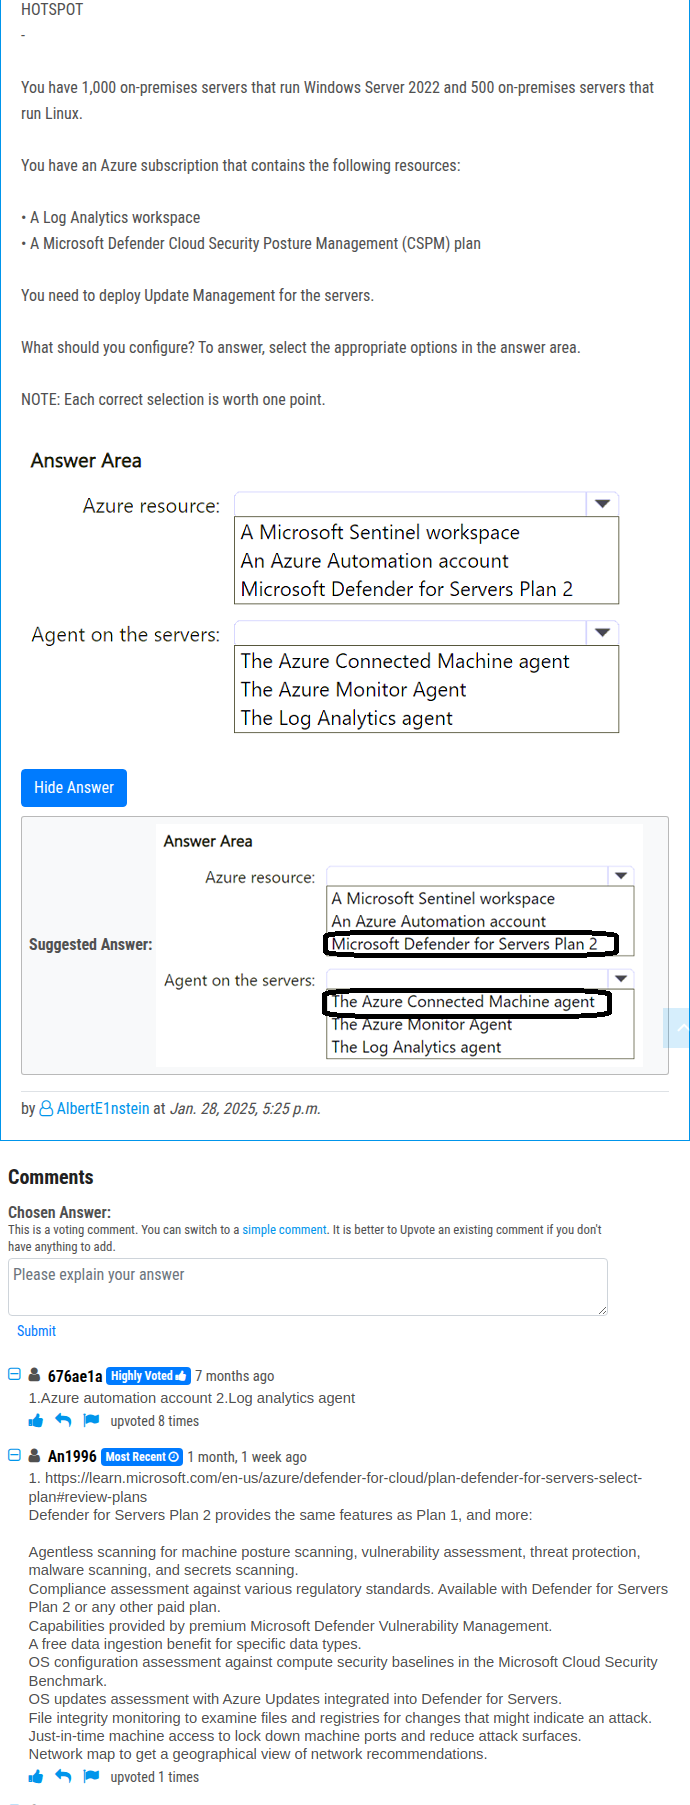 HOTSPOT
-
You have 1,000 on-premises servers that run Windows Server 2022 and 500 on-premises servers that
run Linux.
You have an Azure subscription that contains the following resources:
• A Log Analytics workspace
• A Microsoft Defender Cloud Security Posture Management (CSPM) plan
You need to deploy Update Management for the servers.
What should you configure? To answer, select the appropriate options in the answer area.
NOTE: Each correct selection is worth one point.
Answer Area
Azure resource:
A Microsoft Sentinel workspace
An Azure Automation account
Microsoft Defender for Servers Plan 2
Agent on the servers:
The Azure Connected Machine agent
The Azure Monitor Agent
The Log Analytics agent
Hide Answer
Suggested Answer:
Answer Area
Azure resource:
A Microsoft Sentinel workspace
An Azure Automation account
Microsoft Defender for Servers Plan 2
Agent on the servers:
The Azure Connected Machine agent
The Azure Monitor Agent
The Log Analytics agent
by AlbertE1nstein at Jan. 28, 2025, 5:25 p.m.
Comments
Chosen Answer:
This is a voting comment. You can switch to a simple comment. It is better to Upvote an existing comment if you don't
have anything to add.
Please explain your answer
Submit
676ae1a Highly Voted 7 months ago
1.Azure automation account 2.Log analytics agent
upvoted 8 times
An1996 Most Recent 1 month, 1 week ago
1. https://learn.microsoft.com/en-us/azure/defender-for-cloud/plan-defender-for-servers-select-
plan#review-plans
Defender for Servers Plan 2 provides the same features as Plan 1, and more:
Agentless scanning for machine posture scanning, vulnerability assessment, threat protection,
malware scanning, and secrets scanning.
Compliance assessment against various regulatory standards. Available with Defender for Servers
Plan 2 or any other paid plan.
Capabilities provided by premium Microsoft Defender Vulnerability Management.
A free data ingestion benefit for specific data types.
OS configuration assessment against compute security baselines in the Microsoft Cloud Security
Benchmark.
OS updates assessment with Azure Updates integrated into Defender for Servers.
File integrity monitoring to examine files and registries for changes that might indicate an attack.
Just-in-time machine access to lock down machine ports and reduce attack surfaces.
Network map to get a geographical view of network recommendations.
upvoted 1 times